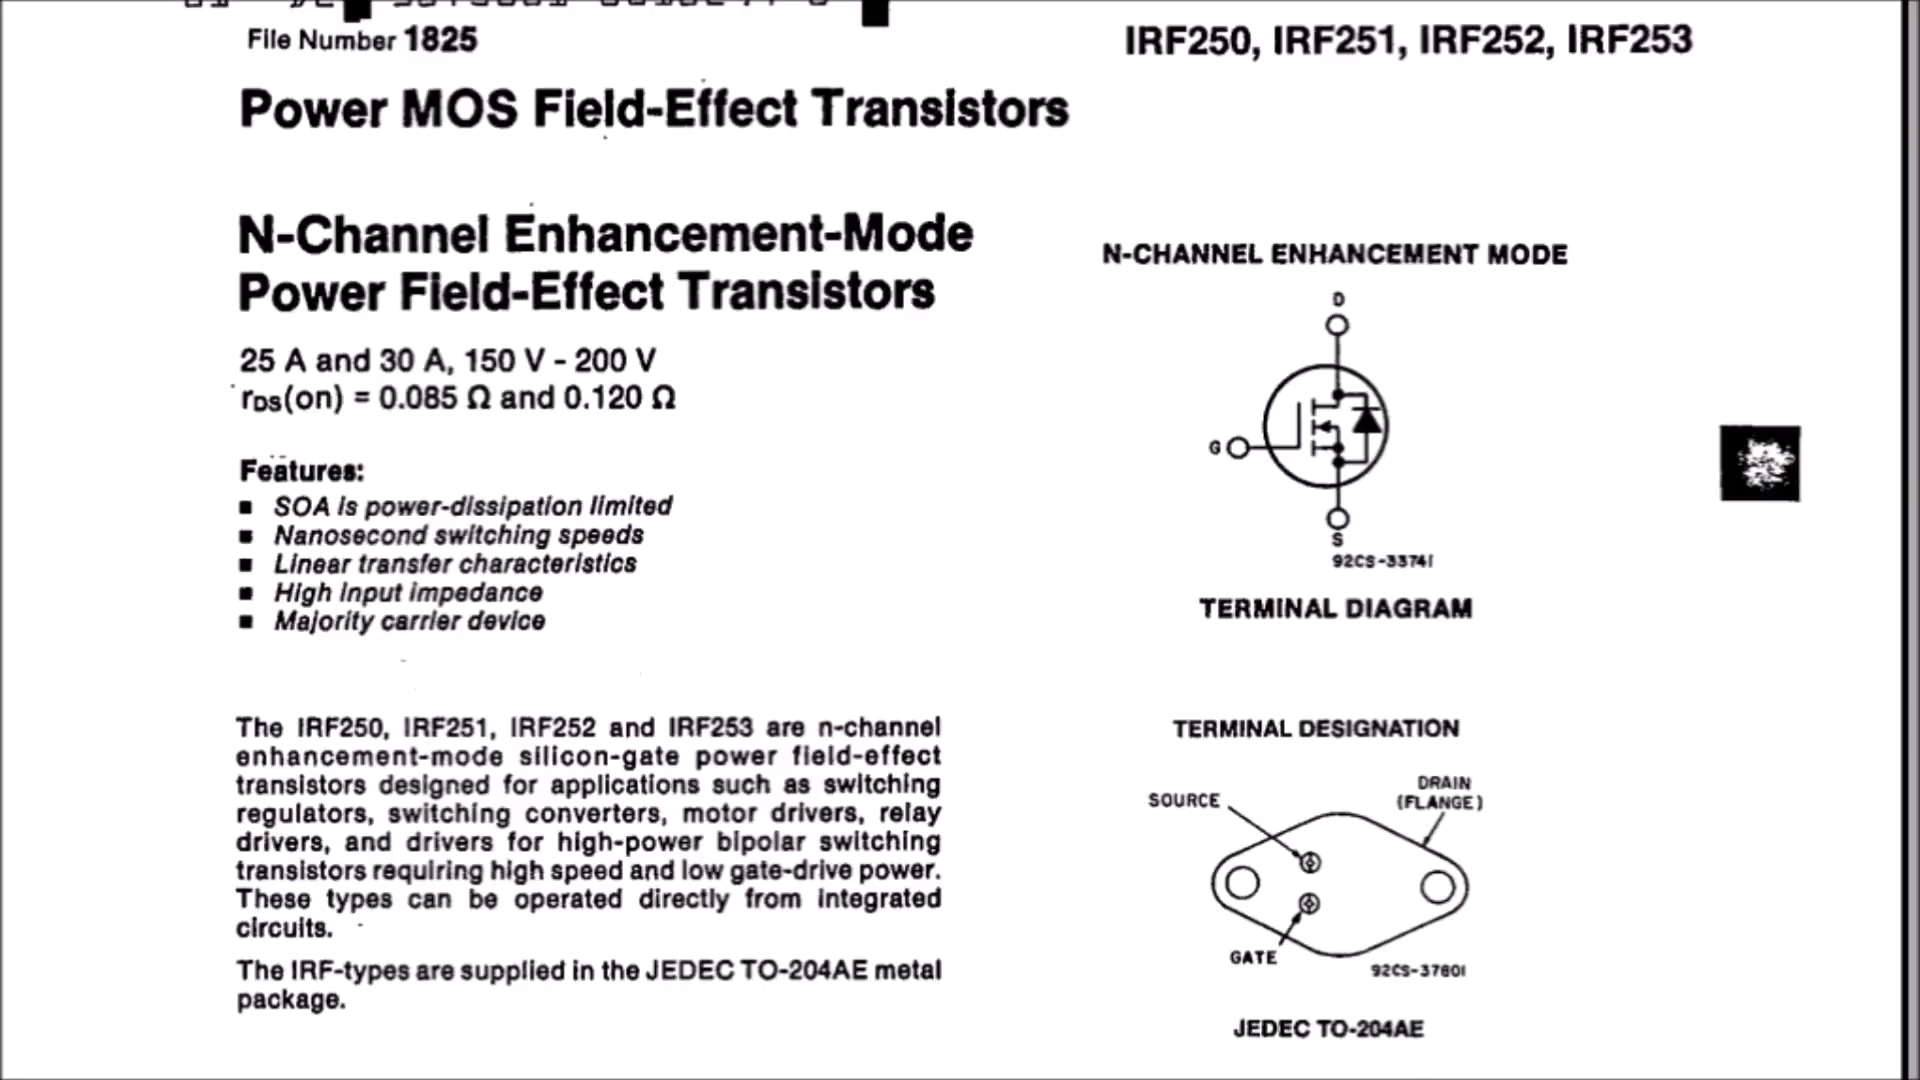 File Number 1825
IRF250, IRF251, IRF252, IRF253
Power MOS Field-Effect Transistors
N-Channel Enhancement-Mode
Power Field-Effect Transistors
25 A and 30 A, 150 V - 200 V
rDS(on) = 0.085 Ω and 0.120 Ω
Features:
■ SOA is power-dissipation limited
■ Nanosecond switching speeds
■ Linear transfer characteristics
■ High input impedance
■ Majority carrier device
The IRF250, IRF251, IRF252 and IRF253 are n-channel
enhancement-mode silicon-gate power field-effect
transistors designed for applications such as switching
regulators, switching converters, motor drivers, relay
drivers, and drivers for high-power bipolar switching
transistors requiring high speed and low gate-drive power.
These types can be operated directly from integrated
circuits.
The IRF-types are supplied in the JEDEC TO-204AE metal
package.
N-CHANNEL ENHANCEMENT MODE
D
G
S
92CS-33741
TERMINAL DIAGRAM
TERMINAL DESIGNATION
SOURCE
DRAIN
(FLANGE)
GATE
92CS-37801
JEDEC TO-204AE